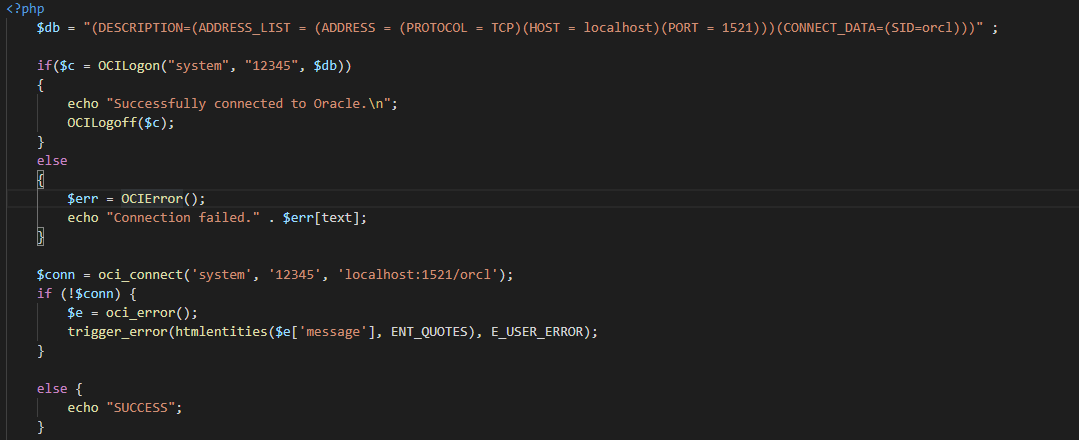 <?php
$db = "(DESCRIPTION=(ADDRESS_LIST = (ADDRESS = (PROTOCOL = TCP)(HOST = localhost)(PORT = 1521)))(CONNECT_DATA=(SID=orcl)))" ;
if($c = OCILogon("system", "12345", $db))
{
echo "Successfully connected to Oracle.\n";
OCILogoff($c);
}
else
{
$err = OCIError();
echo "Connection failed." . $err[text];
}
$conn = oci_connect('system', '12345', 'localhost:1521/orcl');
if (!$conn) {
$e = oci_error();
trigger_error(htmlentities($e['message'], ENT_QUOTES), E_USER_ERROR);
}
else {
echo "SUCCESS";
}